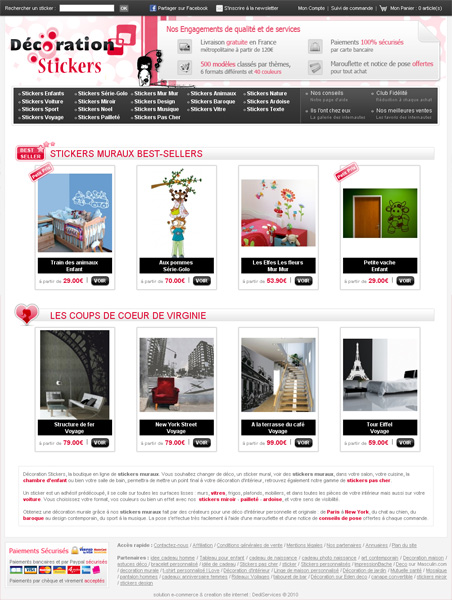 Rechercher un sticker :
OK
Partager sur Facebook
S'inscrire à la newsletter
Mon Compte | Suivi de commande | Mon Panier : 0 article(s)
Décoration Stickers
Nos Engagements de qualité et de services
Livraison gratuite en France
métropolitaine à partir de 120€
Paiements 100% sécurisés
par carte bancaire
500 modèles classés par thèmes,
6 formats différents et 40 couleurs
Marouflette et notice de pose offertes
pour tout achat
Stickers Enfants
Stickers Série-Golo
Stickers Mur Mur
Stickers Animaux
Stickers Nature
Stickers Voiture
Stickers Miroir
Stickers Design
Stickers Baroque
Stickers Ardoise
Stickers Sport
Stickers Noel
Stickers Musique
Stickers Vitre
Stickers Texte
Stickers Voyage
Stickers Pailleté
Stickers Pas Cher
Nos conseils
Notre page d'aide
Club Fidélité
Réduction à chaque achat
Ils l'ont chez eux
La galerie des internautes
Nos meilleures ventes
Les favoris des internautes
BEST SELLER
STICKERS MURAUX BEST-SELLERS
Train des animaux
Enfant
à partir de 29.00€ | VOIR
Aux pommes
Série-Golo
à partir de 70.00€ | VOIR
Les Elfes Les fleurs
Mur Mur
à partir de 53.90€ | VOIR
Petite vache
Enfant
à partir de 29.00€ | VOIR
LES COUPS DE COEUR DE VIRGINIE
Structure de fer
Voyage
à partir de 79.00€ | VOIR
New York Street
Voyage
à partir de 79.00€ | VOIR
A la terrasse du café
Voyage
à partir de 99.00€ | VOIR
Tour Eiffel
Voyage
à partir de 59.00€ | VOIR
Décoration Stickers, la boutique en ligne de stickers muraux. Vous souhaitez changer de déco, un sticker mural, voir des stickers muraux, dans votre salon, votre cuisine, la
chambre d'enfant ou bien votre salle de bain, permettra de mettre un point final à votre décoration d'intérieur, retrouvez également notre gamme de stickers pas cher.
Un sticker est un adhésif prédécoupé, il se colle sur toutes les surfaces lisses : murs, vitres, frigos, plafonds, mobiliers, et dans toutes les pièces de votre intérieur mais aussi sur votre
voiture. Vous choisissez votre format, vos couleurs ou bien un effet avec nos stickers miroir, pailleté, ardoise, et votre sens de visibilité.
Obtenez une décoration murale grâce à nos stickers muraux fait par des créateurs pour une déco d'intérieur personnelle et originale : de Paris à New York, du chat au chien, du
baroque au design contemporain, du sport à la musique. La pose s'effectue très facilement à l'aide d'une marouflette et d'une notice de conseils de pose offertes à chaque commande.
Paiements Sécurisés
Paiements bancaires et par Paypal sécurisés
Paiements par chèque et virement acceptés
Accès rapide : Contactez-nous / Affiliation / Conditions générales de vente / Mentions légales / Nos partenaires / Annuaires / Plan du site
solution e-commerce & création site internet : DediServices © 2010